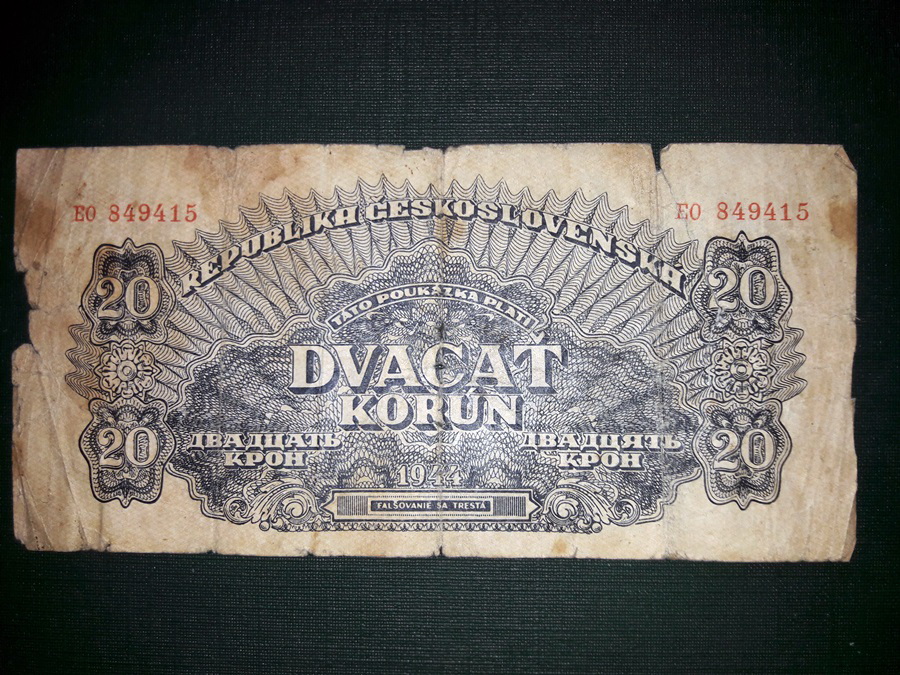 EO 849415
EO 849415
REPUBLIKA ČESKOSLOVENSKA
20
20
TÁTO POUKÁŽKA PLATÍ
DVACAŤ
KORÚN
20
20
ДВАДЦАТЬ
КРОН
ДВАДЦЯТЬ
КРОН
1944
FALŠOVANIE SA TRESTÁ